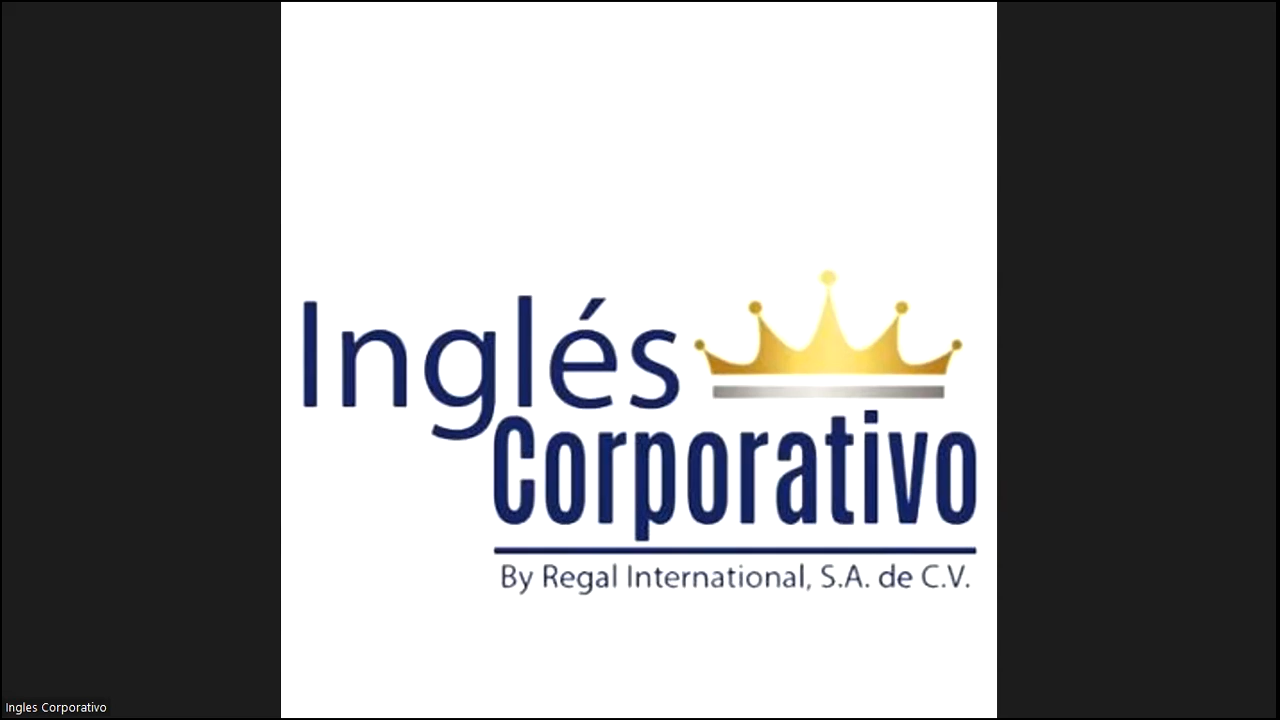 Inglés
Corporativo
By Regal International, S.A. de C.V.
Ingles Corporativo